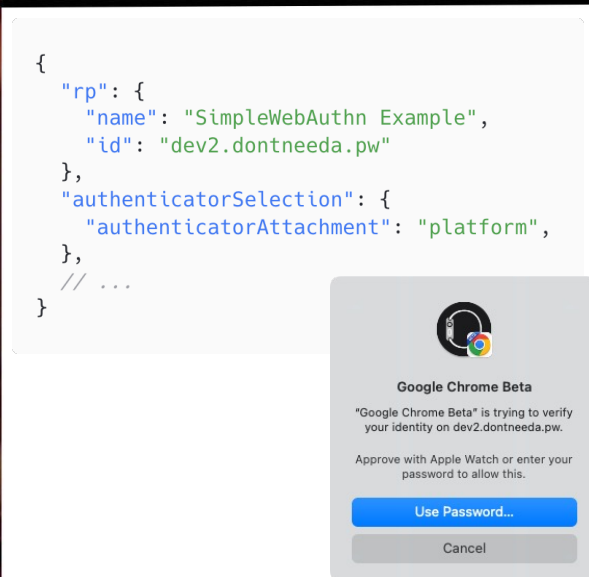 {
"rp": {
"name": "SimpleWebAuthn Example",
"id": "dev2.dontneeda.pw"
},
"authenticatorSelection": {
"authenticatorAttachment": "platform",
},
// ...
}
Google Chrome Beta
"Google Chrome Beta" is trying to verify
your identity on dev2.dontneeda.pw.
Approve with Apple Watch or enter your
password to allow this.
Use Password...
Cancel